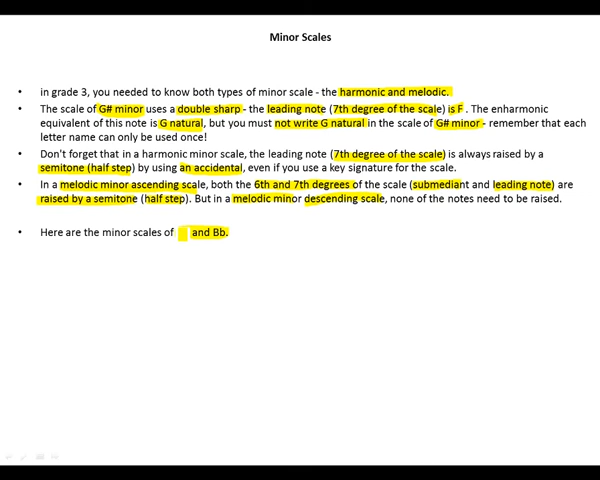 Minor Scales
• in grade 3, you needed to know both types of minor scale - the harmonic and melodic.
• The scale of G# minor uses a double sharp - the leading note (7th degree of the scale) is F . The enharmonic
equivalent of this note is G natural, but you must not write G natural in the scale of G# minor - remember that each
letter name can only be used once!
• Don't forget that in a harmonic minor scale, the leading note (7th degree of the scale) is always raised by a
semitone (half step) by using an accidental, even if you use a key signature for the scale.
• In a melodic minor ascending scale, both the 6th and 7th degrees of the scale (submediant and leading note) are
raised by a semitone (half step). But in a melodic minor descending scale, none of the notes need to be raised.
• Here are the minor scales of and Bb.